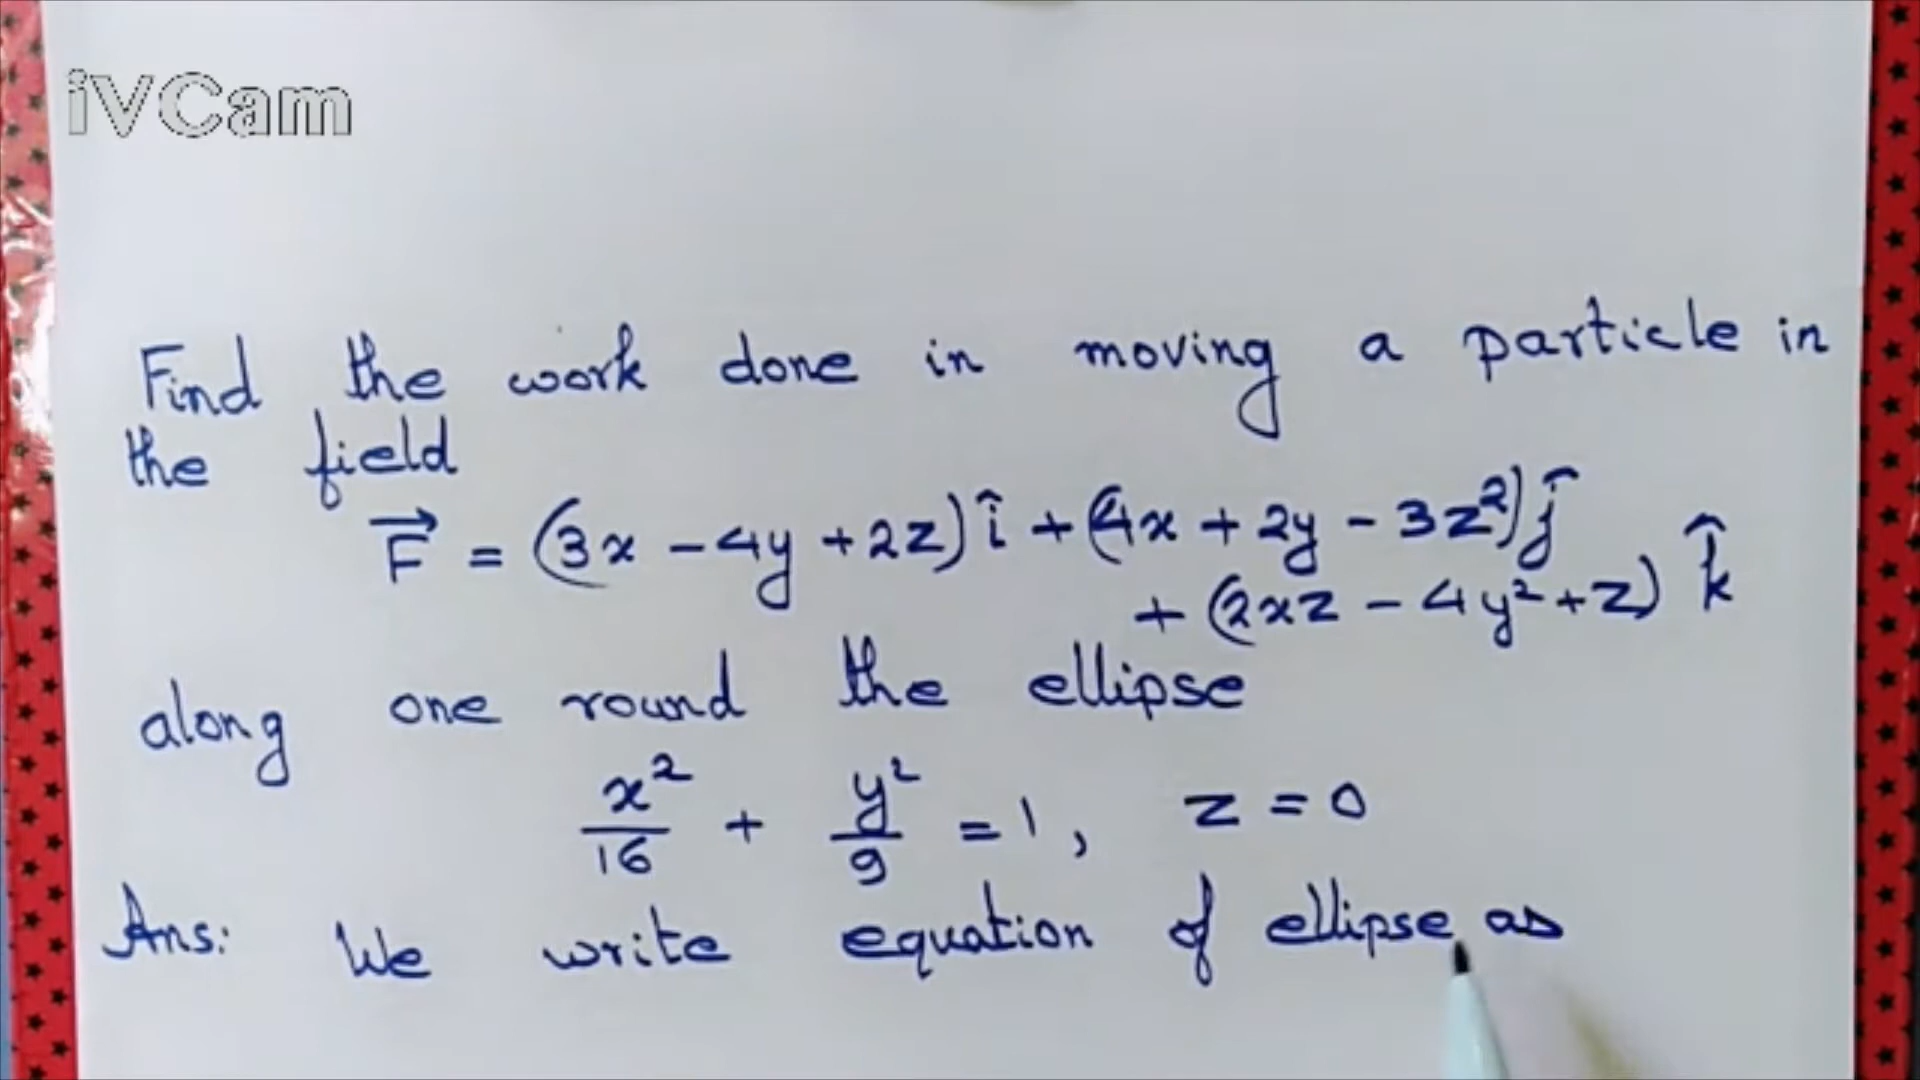 iVCam
Find the work done in moving a particle in
the field
F⃗ = (3x - 4y + 2z) î + (4x + 2y - 3z²) ĵ
+ (2xz - 4y² + z) k̂
along one round the ellipse
x²/16 + y²/9 = 1, z = 0
Ans: We write equation of ellipse as